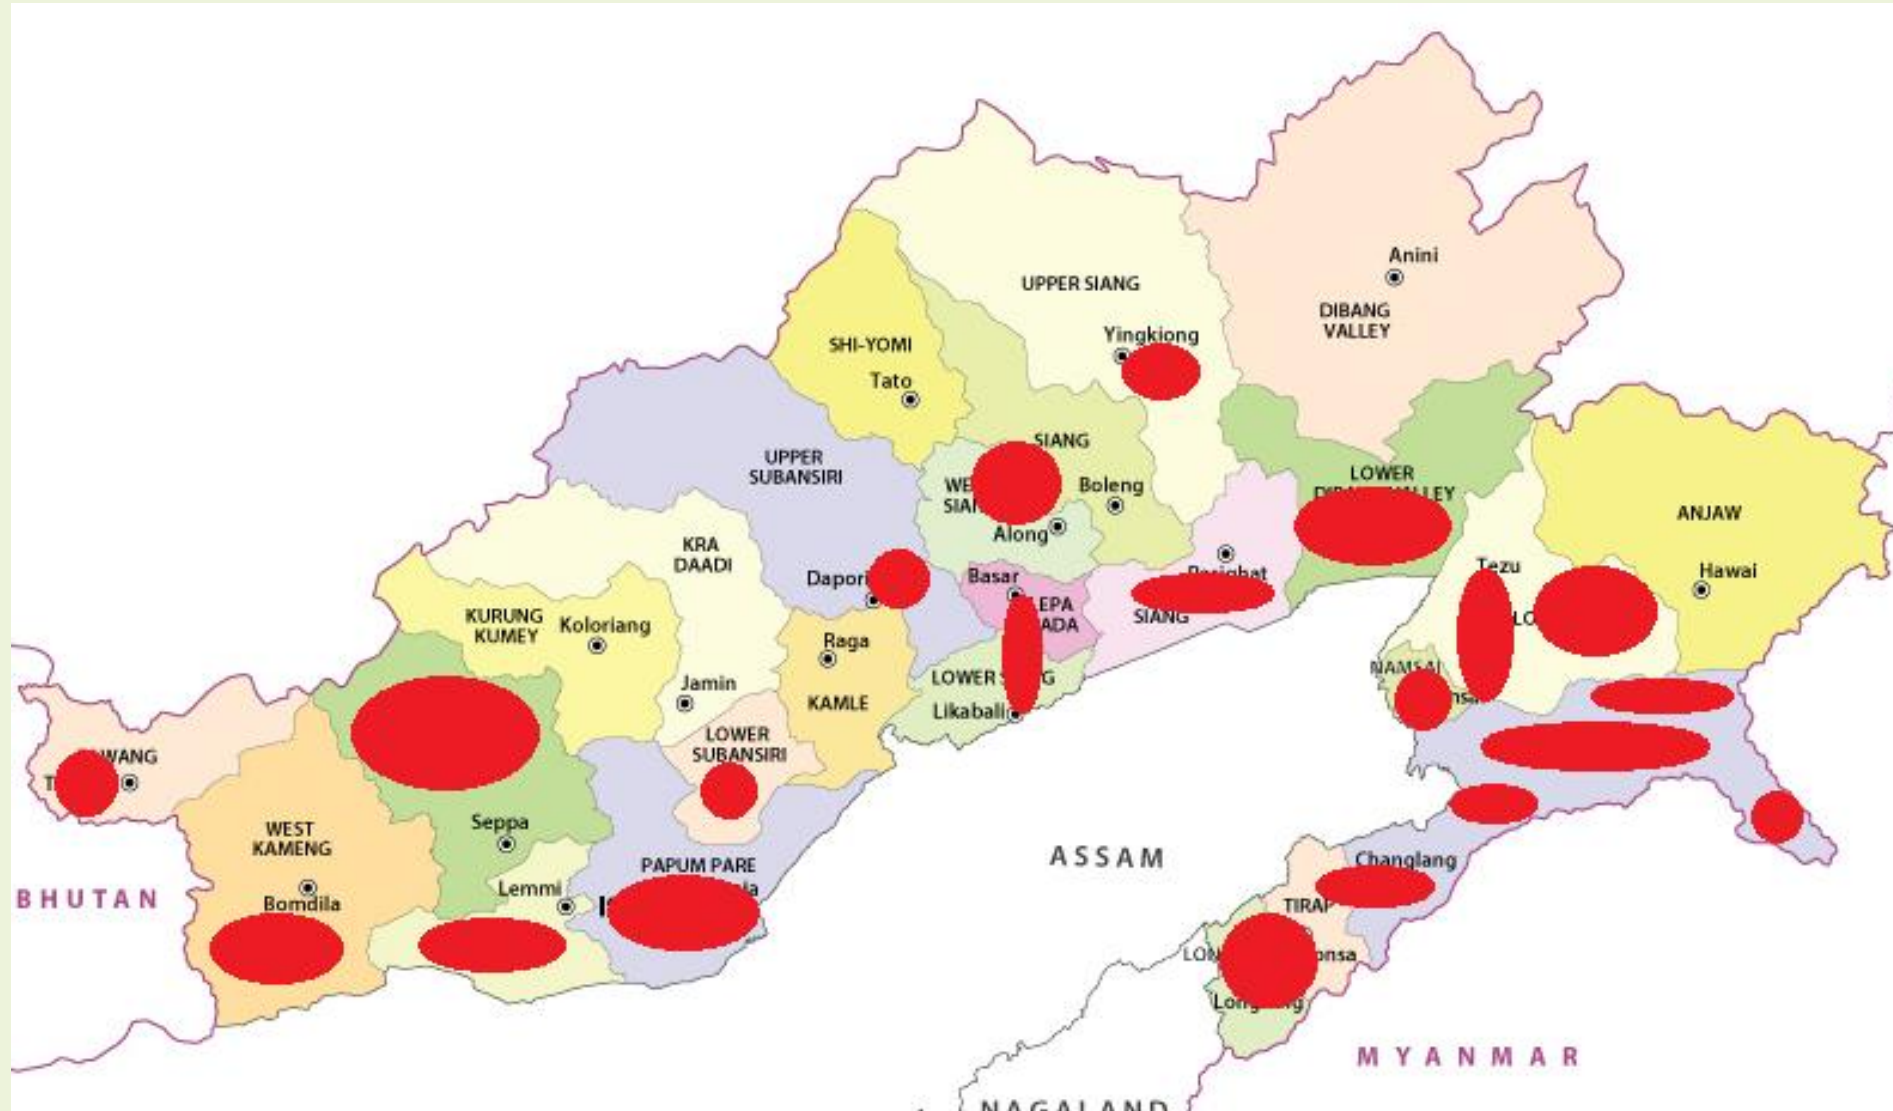 Anini
DIBANG
VALLEY
UPPER SIANG
Yingkiong
SHI-YOMI
Tato
SIANG
UPPER
SUBANSIRI
LOWER
Boleng
Along
ANJAW
Hawai
Tezu
KRA
DAADI
Basar
KURUNG
KUMEY
Koloriang
Raga
SIANG
Jamin
KAMLE
LOWER
Likabali
LOWER
SUBANSIRI
NAMSAI
WEST
KAMENG
Seppa
Bomdila
Lemmi
PAPUM PARE
ASSAM
Changlang
TIRAP
BHUTAN
MYANMAR
NAGALAND